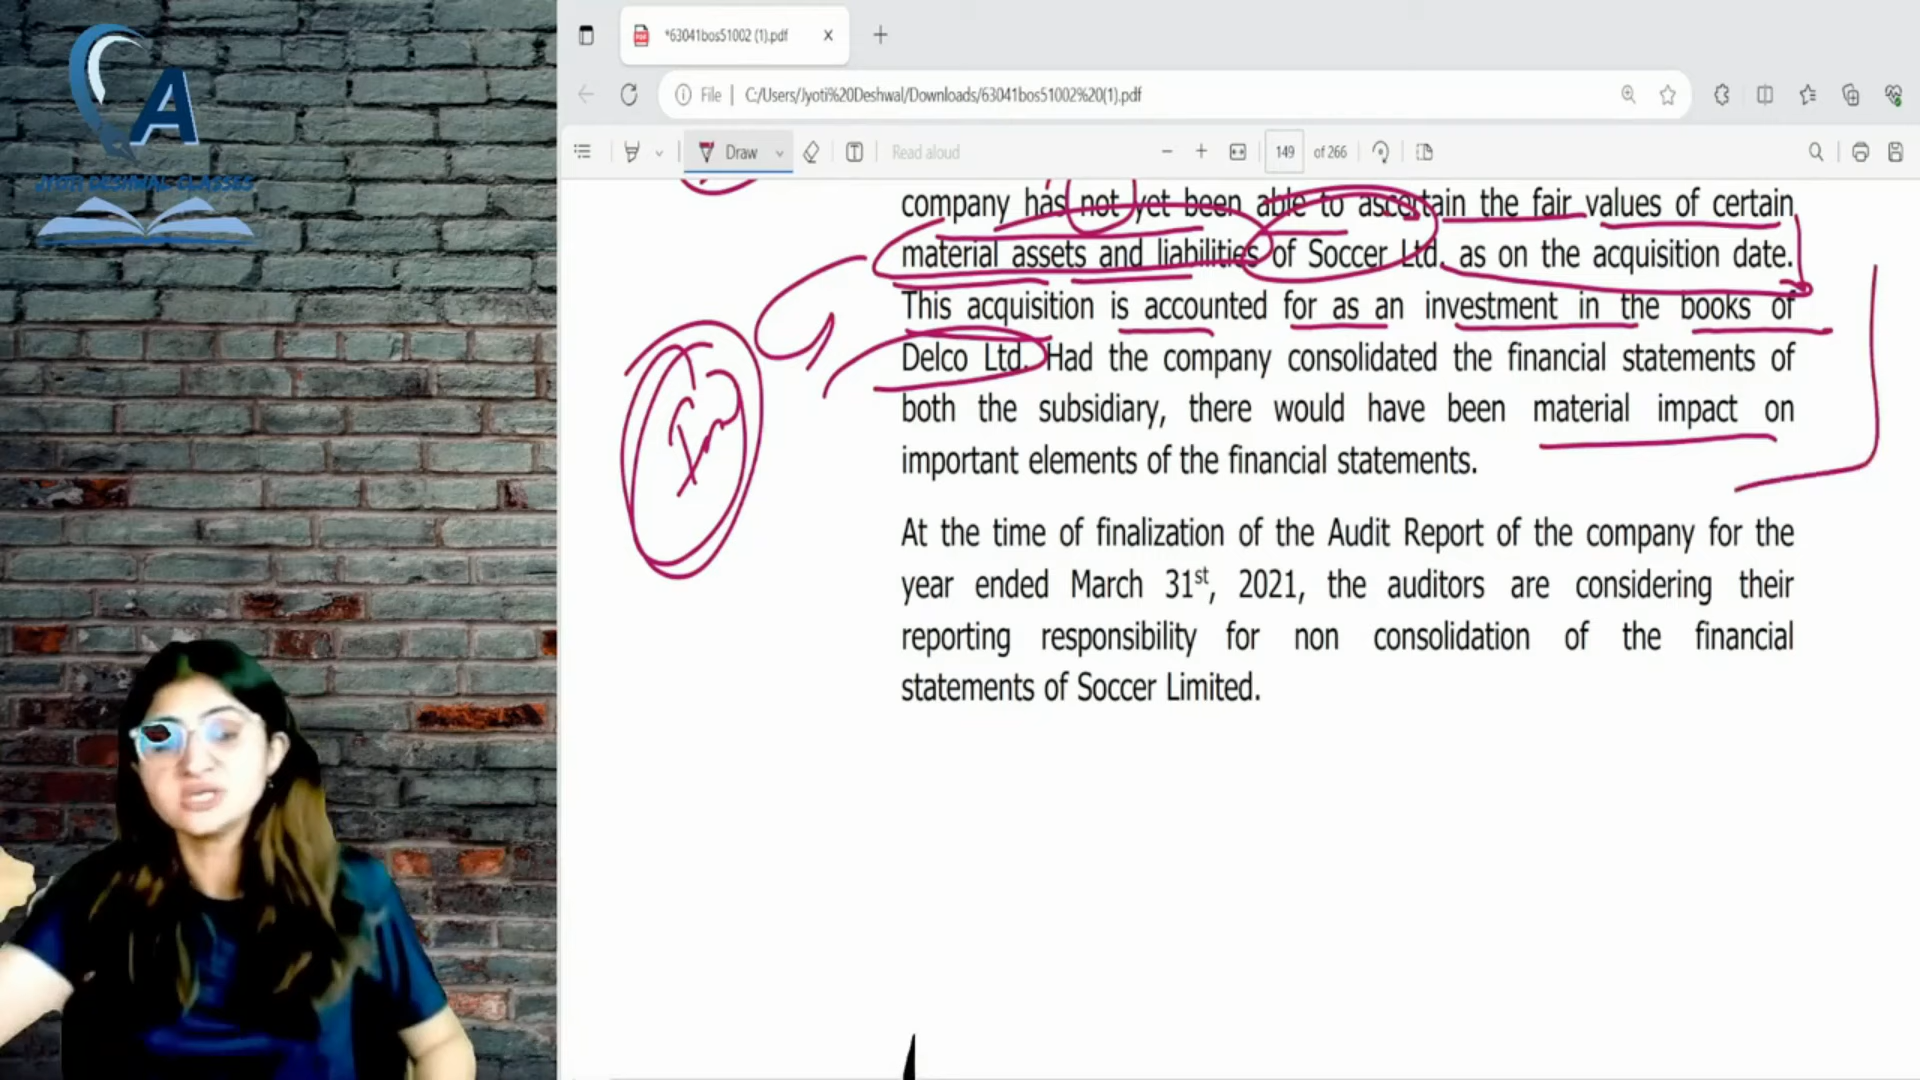 *63041bos51002 (1).pdf
File
C:/Users/Jyoti%20Deshwal/Downloads/63041bos51002%20(1).pdf
Draw
Read aloud
149 of 266
A
JYOTI DESHWAL CLASSES
company has not yet been able to ascertain the fair values of certain
material assets and liabilities of Soccer Ltd. as on the acquisition date.
This acquisition is accounted for as an investment in the books of
Delco Ltd. Had the company consolidated the financial statements of
both the subsidiary, there would have been material impact on
important elements of the financial statements.
At the time of finalization of the Audit Report of the company for the
year ended March 31st, 2021, the auditors are considering their
reporting responsibility for non consolidation of the financial
statements of Soccer Limited.